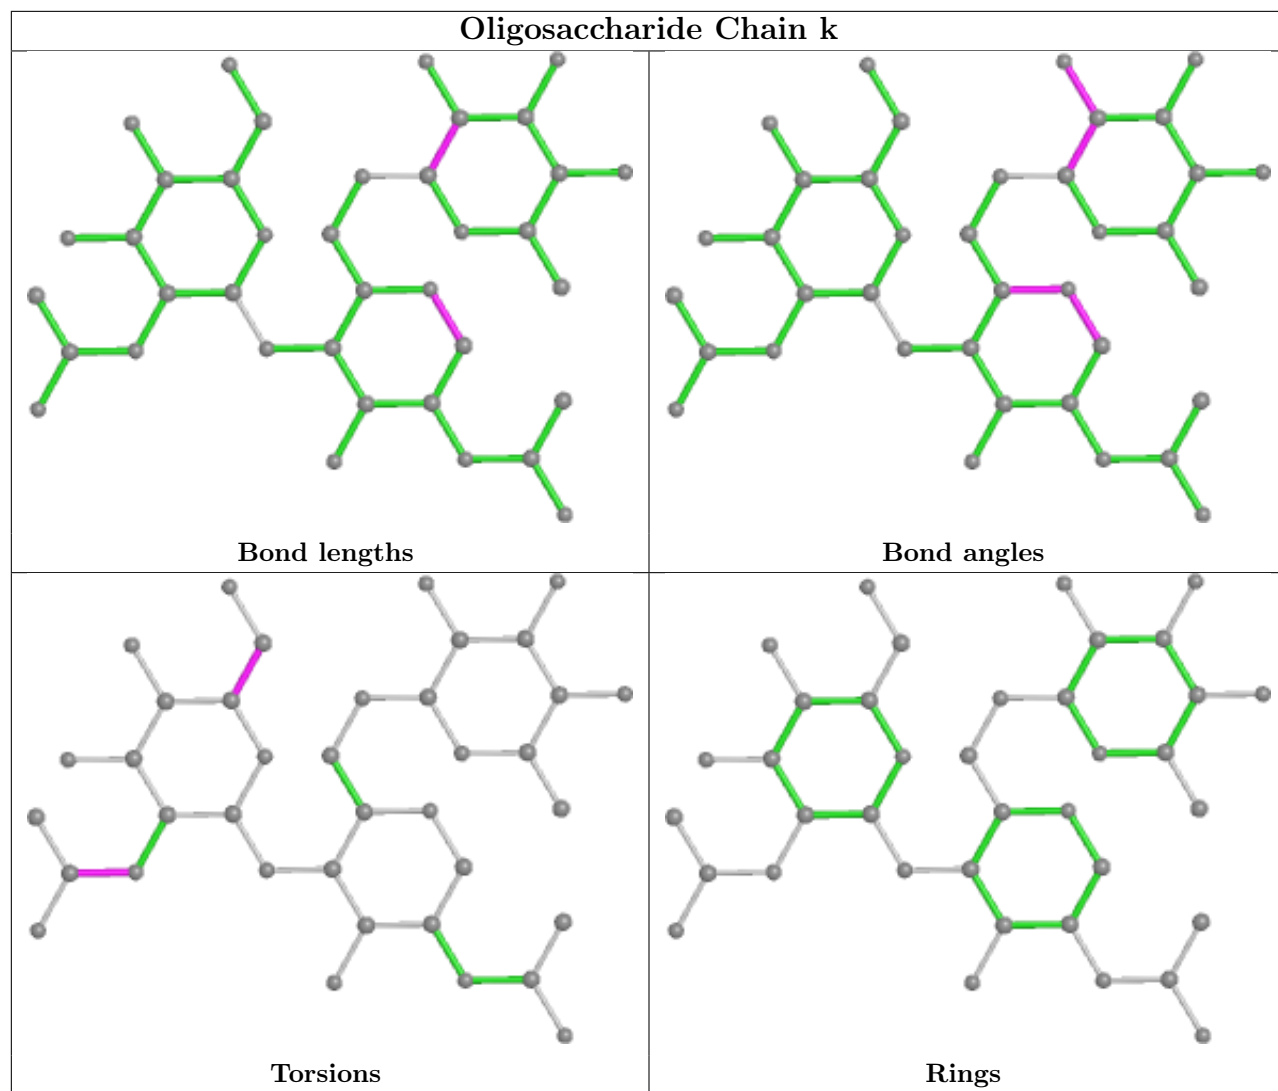 Oligosaccharide Chain k
Bond lengths
Bond angles
Torsions
Rings